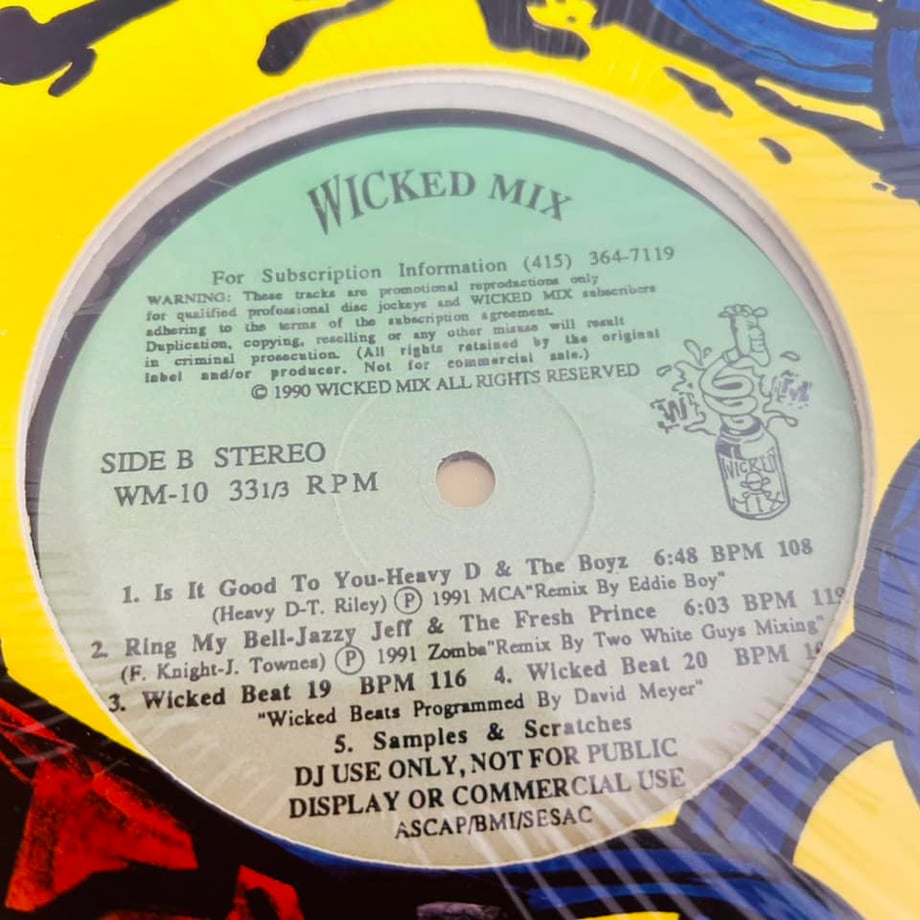 WICKED MIX
For Subscription Information (415) 364-7119
WARNING: These tracks are promotional reproductions only
for qualified professional disc jockeys and WICKED MIX subscribers
adhering to the terms of the subscription agreement.
Duplication, copying, reselling or any other misuse will result
in criminal prosecution. (All rights retained by the original
label and/or producer. Not for commercial sale.)
© 1990 WICKED MIX ALL RIGHTS RESERVED
W M
WICKED
MIX
SIDE B STEREO
WM-10 33 1/3 RPM
1. Is It Good To You-Heavy D & The Boyz 6:48 BPM 108
(Heavy D-T. Riley) Ⓟ 1991 MCA "Remix By Eddie Boy"
2. Ring My Bell-Jazzy Jeff & The Fresh Prince 6:03 BPM 119
(F. Knight-J. Townes) Ⓟ 1991 Zomba "Remix By Two White Guys Mixing"
3. Wicked Beat 19 BPM 116 4. Wicked Beat 20 BPM
"Wicked Beats Programmed By David Meyer"
5. Samples & Scratches
DJ USE ONLY, NOT FOR PUBLIC
DISPLAY OR COMMERCIAL USE
ASCAP/BMI/SESAC